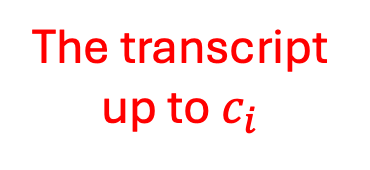 The transcript
up to cᵢ